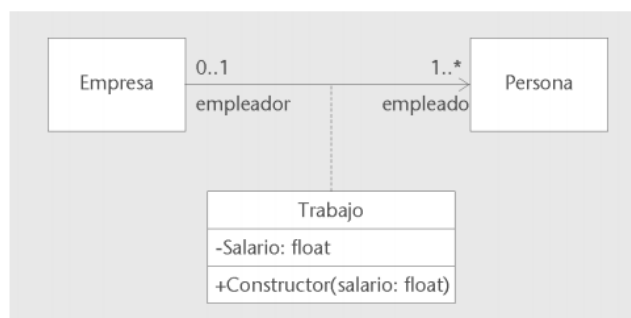 Empresa
0..1
1..*
Persona
empleador
empleado
Trabajo
-Salario: float
+Constructor(salario: float)